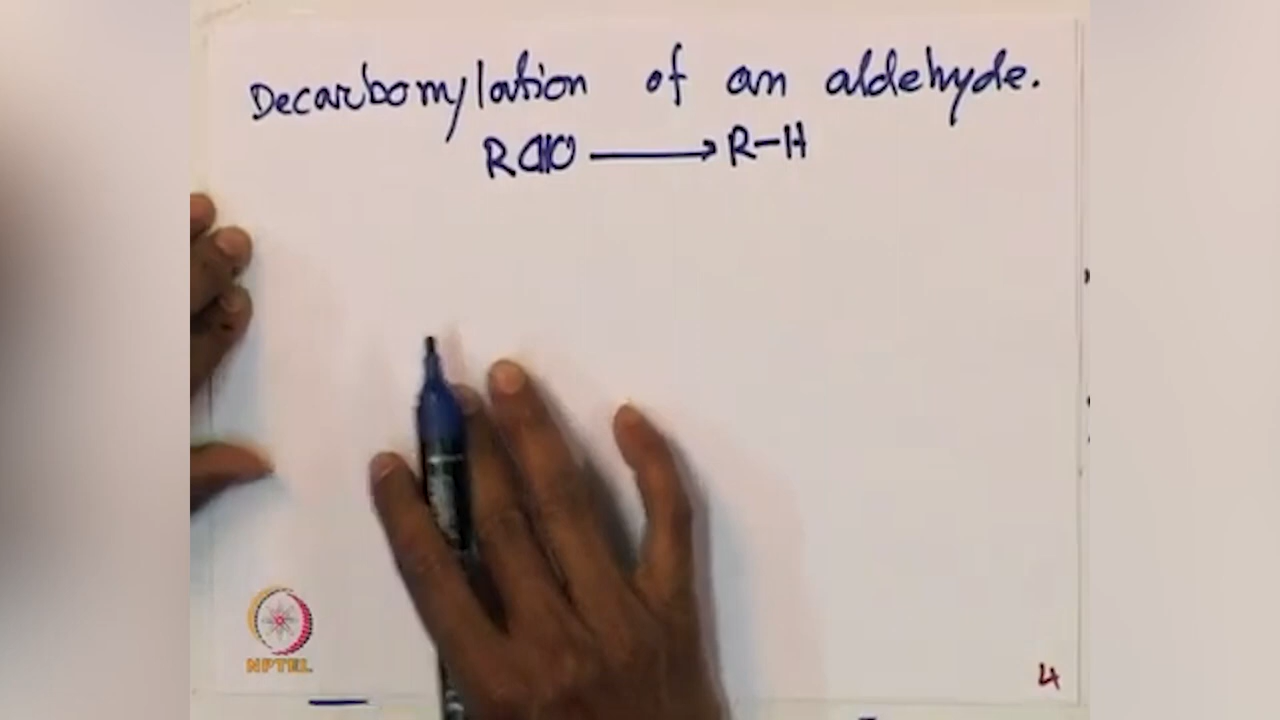 Decarbonylation of an aldehyde.
RCHO ⟶ R-H
NPTEL
4